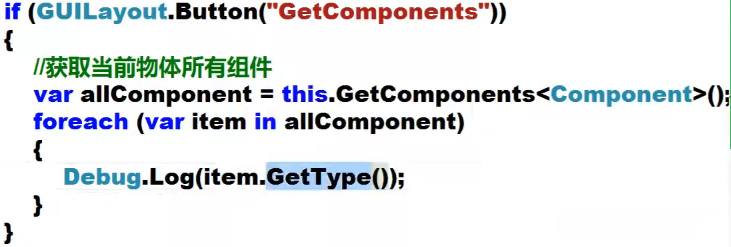 if (GUILayout.Button("GetComponents"))
{
//获取当前物体所有组件
var allComponent = this.GetComponents<Component>();
foreach (var item in allComponent)
{
Debug.Log(item.GetType());
}
}